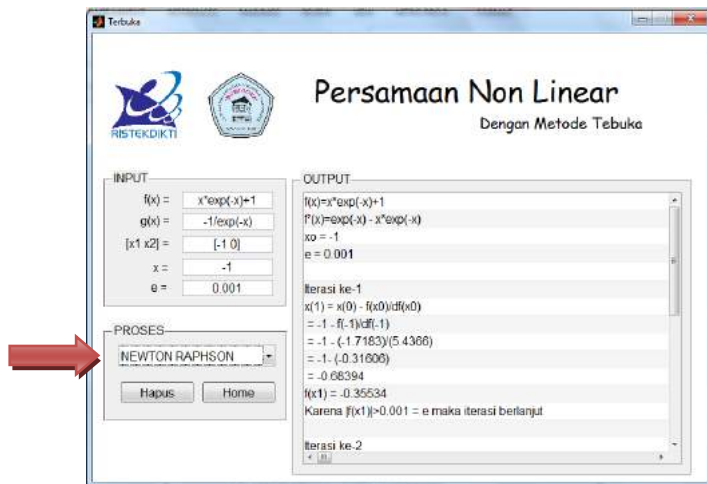 Terbuka
RISTEKDIKTI
Persamaan Non Linear
Dengan Metode Tebuka
INPUT
f(x) = x*exp(-x)+1
g(x) = -1/exp(-x)
[x1 x2] = [-1 0]
x = -1
e = 0.001
PROSES
NEWTON RAPHSON
Hapus Home
OUTPUT
f(x)=x*exp(-x)+1
f'(x)=exp(-x) - x*exp(-x)
xo = -1
e = 0.001
Iterasi ke-1
x(1) = x(0) - f(x0)/df(x0)
= -1 - f(-1)/df(-1)
= -1 - (-1.7183)/(5.4366)
= -1- (-0.31606)
= -0.68394
f(x1) = -0.35534
Karena |f(x1)|>0.001 = e maka iterasi berlanjut
Iterasi ke-2